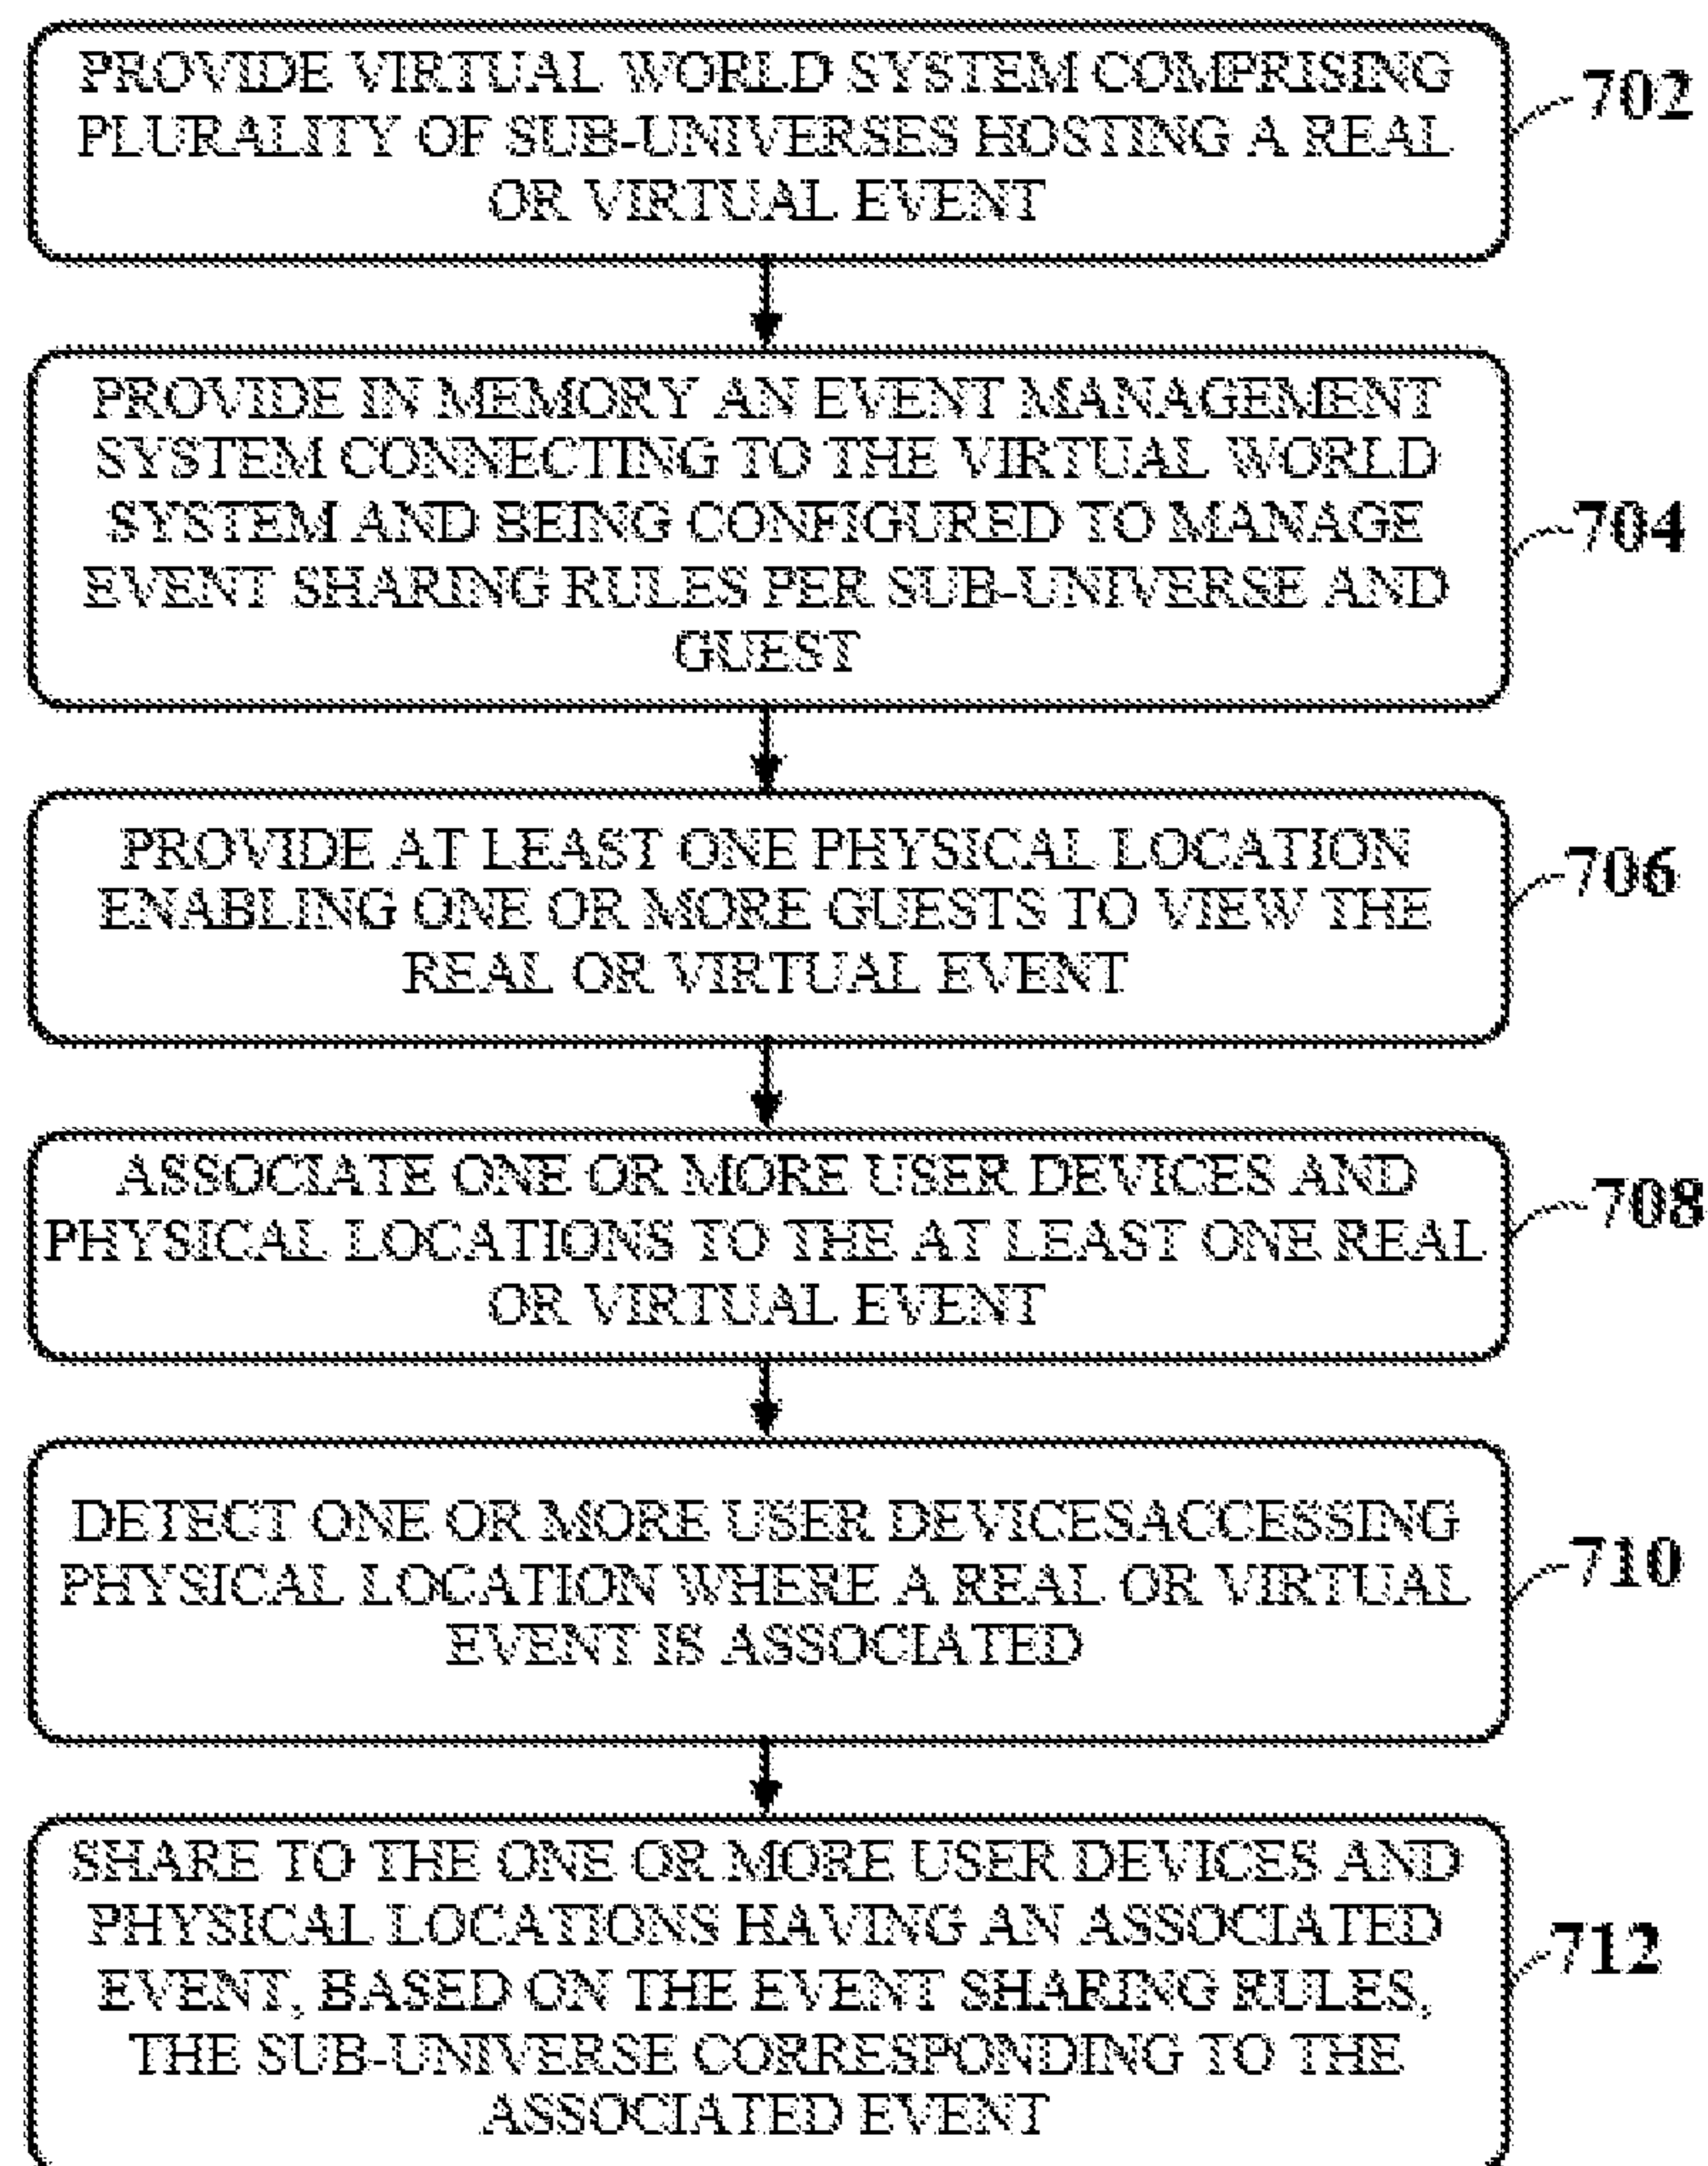 PROVIDE VIRTUAL WORLD SYSTEM COMPRISING
PLURALITY OF SUB-UNIVERSES HOSTING A REAL
OR VIRTUAL EVENT
702
PROVIDE IN MEMORY AN EVENT MANAGEMENT
SYSTEM CONNECTING TO THE VIRTUAL WORLD
SYSTEM AND BEING CONFIGURED TO MANAGE
EVENT SHARING RULES PER SUB-UNIVERSE AND
GUEST
704
PROVIDE AT LEAST ONE PHYSICAL LOCATION
ENABLING ONE OR MORE GUESTS TO VIEW THE
REAL OR VIRTUAL EVENT
706
ASSOCIATE ONE OR MORE USER DEVICES AND
PHYSICAL LOCATIONS TO THE AT LEAST ONE REAL
OR VIRTUAL EVENT
708
DETECT ONE OR MORE USER DEVICESACCESSING
PHYSICAL LOCATION WHERE A REAL OR VIRTUAL
EVENT IS ASSOCIATED
710
SHARE TO THE ONE OR MORE USER DEVICES AND
PHYSICAL LOCATIONS HAVING AN ASSOCIATED
EVENT, BASED ON THE EVENT SHARING RULES,
THE SUB-UNIVERSE CORRESPONDING TO THE
ASSOCIATED EVENT
712